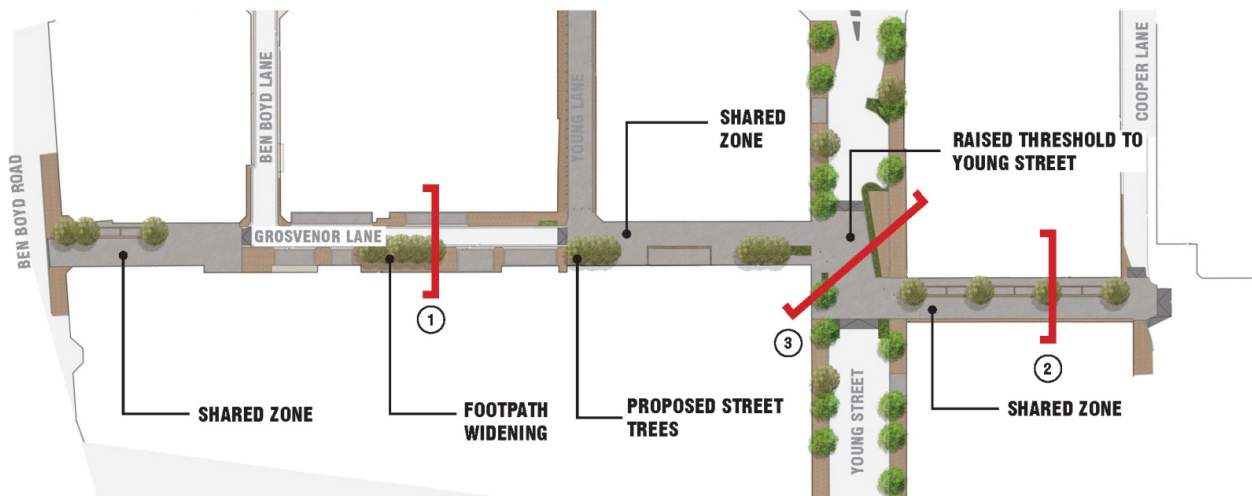 BEN BOYD ROAD
BEN BOYD LANE
YOUNG LANE
COOPER LANE
SHARED
ZONE
RAISED THRESHOLD TO
YOUNG STREET
GROSVENOR LANE
1
3
2
SHARED ZONE
FOOTPATH
WIDENING
PROPOSED STREET
TREES
YOUNG STREET
SHARED ZONE